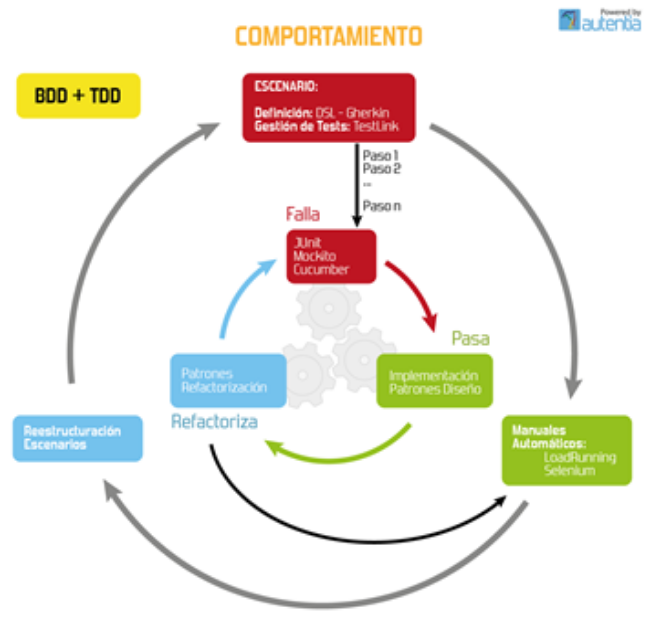 Powered by
autentia
COMPORTAMIENTO
BDD + TDD
ESCENARIO:
Definición: DSL - Gherkin
Gestión de Tests: TestLink
Paso 1
Paso 2
...
Paso n
Falla
JUnit
Mockito
Cucumber
Pasa
Patrones
Refactorización
Implementación
Patrones Diseño
Refactoriza
Reestructuración
Escenarios
Manuales
Automáticos:
LoadRunning
Selenium